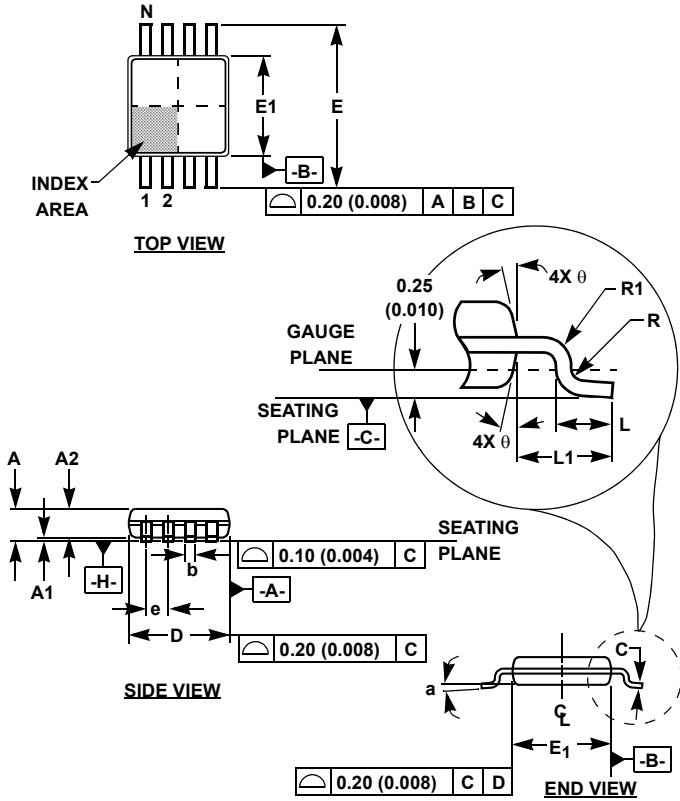 N
E1
E
-B-
INDEX
AREA
1 2
0.20 (0.008) A B C
TOP VIEW
0.25
(0.010)
4X θ
R1
R
GAUGE
PLANE
SEATING
PLANE
-C-
4X θ
L
L1
A
A2
SEATING
PLANE
0.10 (0.004) C
A1
-H-
b
-A-
e
D
0.20 (0.008) C
SIDE VIEW
C
a
CL
E1
-B-
0.20 (0.008) C D
END VIEW